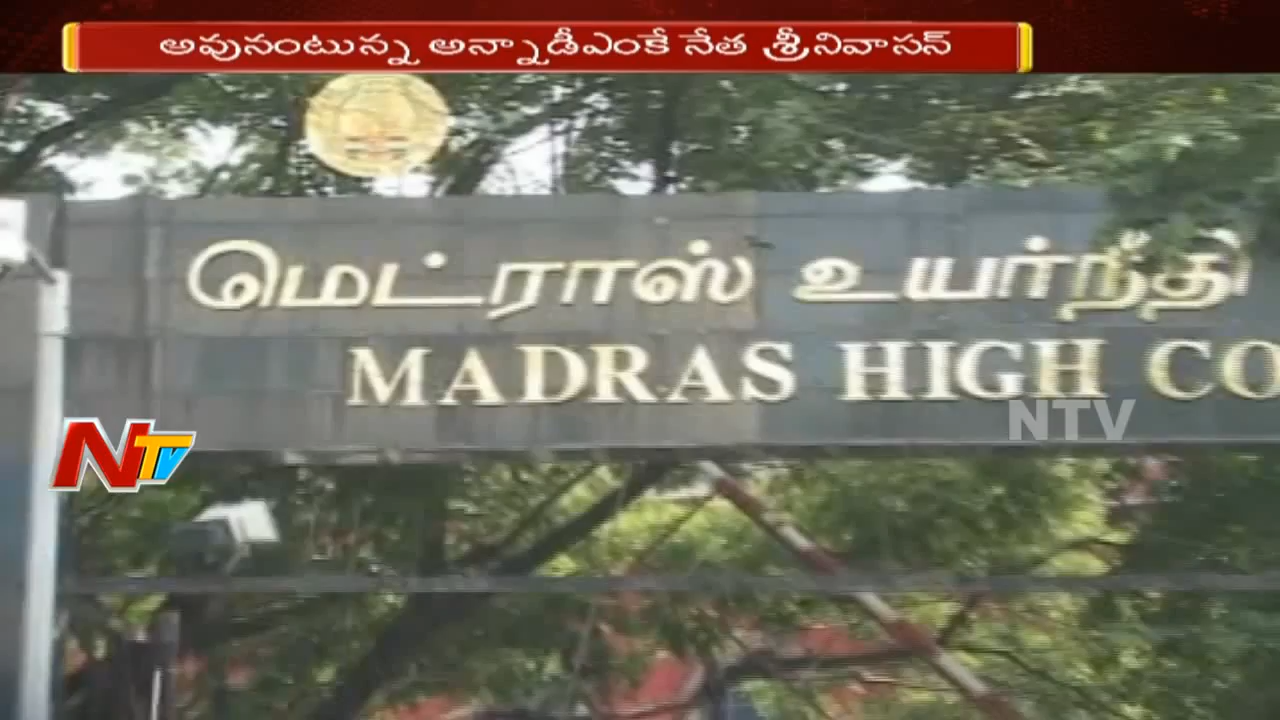 అవునంటున్న అన్నాడీఎంకే నేత శ్రీనివాసన్
மெட்ராஸ் உயர்நீதி
MADRAS HIGH CO
NTV
NTV